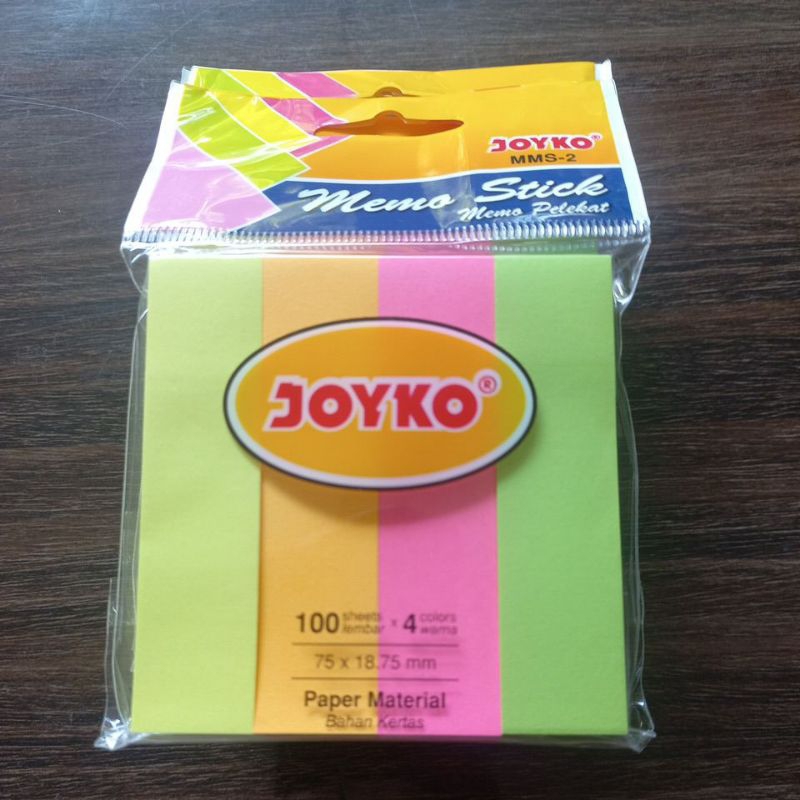 JOYKO®
MMS-2
Memo Stick
Memo Pelekat
JOYKO®
100 sheets lembar x 4 colors warna
75 x 18.75 mm
Paper Material
Bahan Kertas